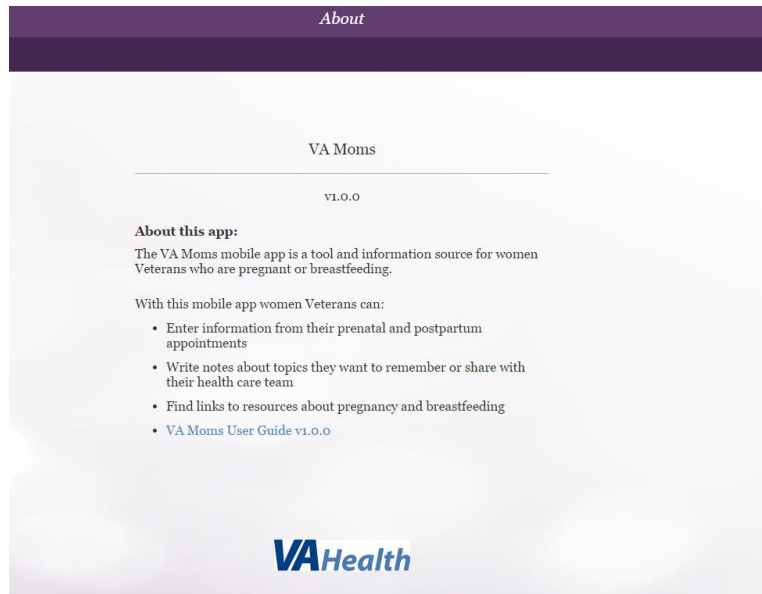 About
VA Moms
v1.0.0
About this app:
The VA Moms mobile app is a tool and information source for women
Veterans who are pregnant or breastfeeding.
With this mobile app women Veterans can:
• Enter information from their prenatal and postpartum
appointments
• Write notes about topics they want to remember or share with
their health care team
• Find links to resources about pregnancy and breastfeeding
• VA Moms User Guide v1.0.0
VA Health